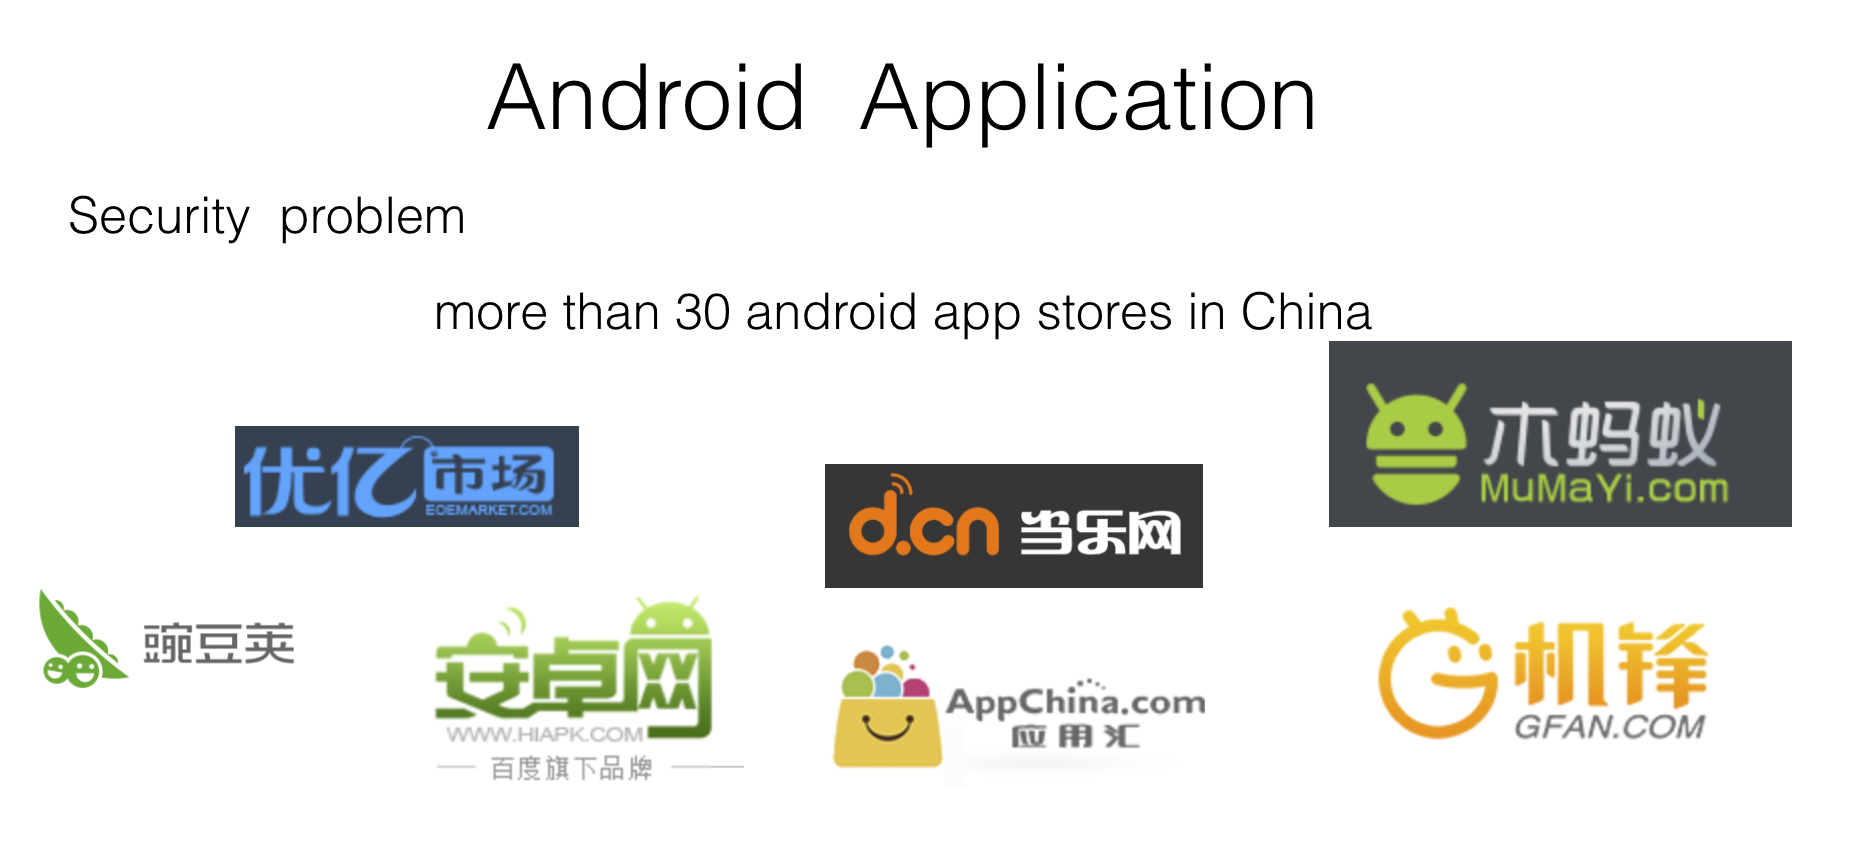 Android Application
Security problem
more than 30 android app stores in China
优亿市场
EOEMARKET.COM
d.cn 当乐网
木蚂蚁
MuMaYi.com
豌豆荚
安卓网
WWW.HIAPK.COM
百度旗下品牌
AppChina.com
应用汇
机锋
GFAN.COM